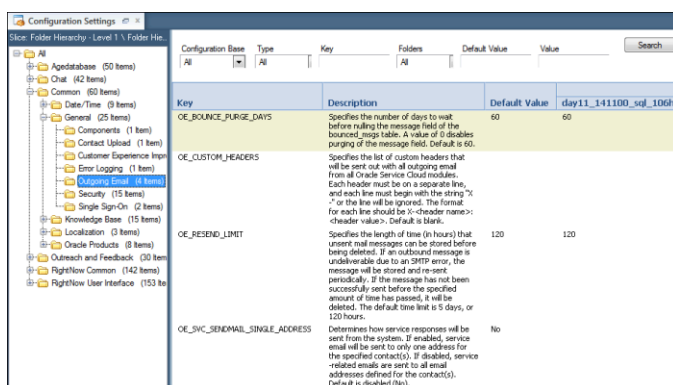 Configuration Settings
Slice: Folder Hierarchy - Level 1 \ Folder Hie...
All
Agedatabase (50 Items)
Chat (42 Items)
Common (60 Items)
Date/Time (9 Items)
General (25 Items)
Components (1 Item)
Contact Upload (1 Item)
Customer Experience Impr
Error Logging (1 Item)
Outgoing Email (4 Items)
Security (15 Items)
Single Sign-On (2 Items)
Knowledge Base (15 Items)
Localization (3 Items)
Oracle Products (8 Items)
Outreach and Feedback (30 Item
RightNow Common (142 Items)
RightNow User Interface (153 Ite
Configuration Base Type Key Folders Default Value Value
All All All
Search
Key Description Default Value day11_141100_sql_106h
OE_BOUNCE_PURGE_DAYS Specifies the number of days to wait 60 60
before nulling the message field of the
bounced_msgs table. A value of 0 disables
purging of the message field. Default is 60.
OE_CUSTOM_HEADERS Specifies the list of custom headers that
will be sent out with all outgoing email
from all Oracle Service Cloud modules.
Each header must be on a separate line,
and each line must begin with the string "X
-" or the line will be ignored. The format
for each line should be X-<header name>:
<header value>. Default is blank.
OE_RESEND_LIMIT Specifies the length of time (in hours) that 120 120
unsent mail messages can be stored before
being deleted. If an outbound message is
undeliverable due to an SMTP error, the
message will be stored and re-sent
periodically. If the message has not been
successfully sent before the specified
amount of time has passed, it will be
deleted. The default time limit is 5 days, or
120 hours.
OE_SVC_SENDMAIL_SINGLE_ADDRESS Determines how service responses will be No
sent from the system. If enabled, service
email will be sent to only one address for
the specified contact(s). If disabled, service
-related emails are sent to all email
addresses defined for the contact(s).
Default is disabled (No).